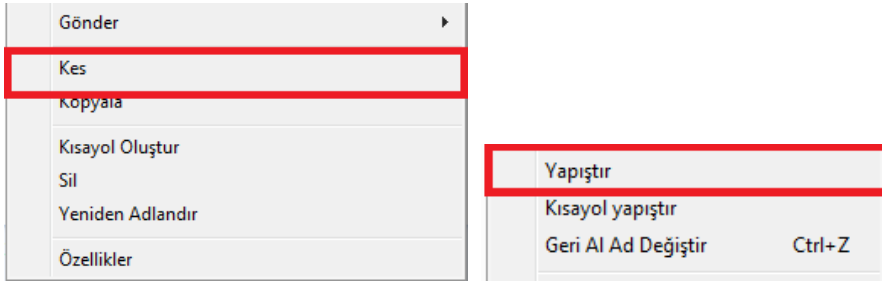 Gönder
Kes
Kopyala
Kısayol Oluştur
Sil
Yeniden Adlandır
Özellikler
Yapıştır
Kısayol yapıştır
Geri Al Ad Değiştir Ctrl+Z